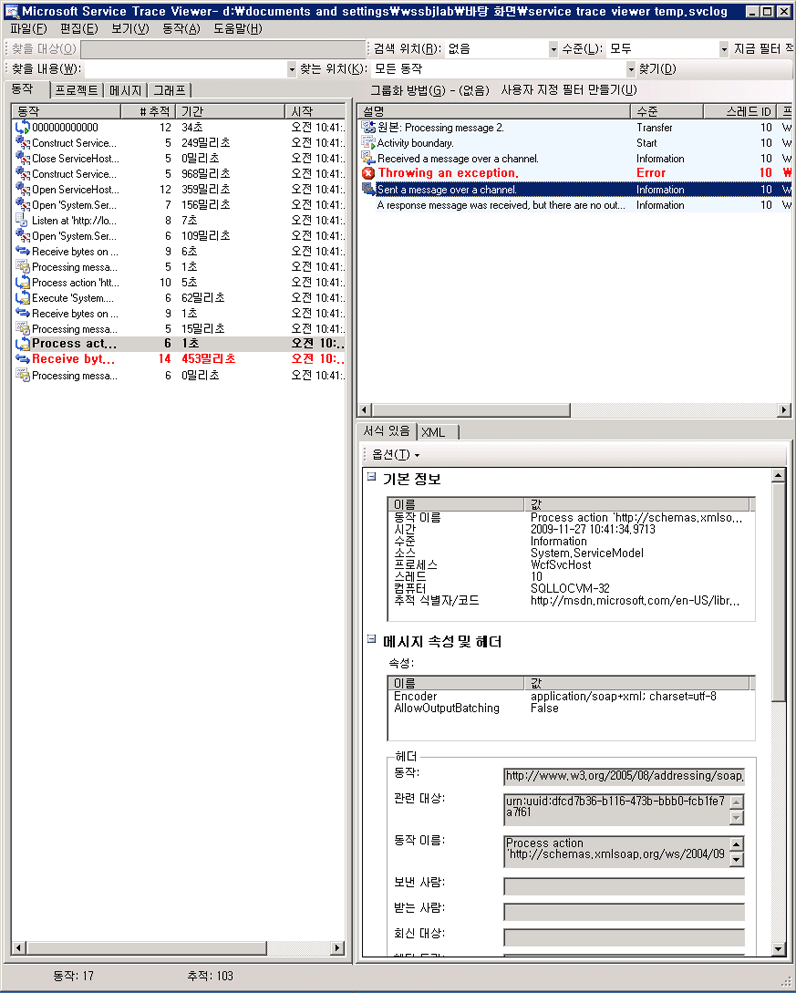 Microsoft Service Trace Viewer- d:₩documents and settings₩wssbjlab₩바탕 화면₩service trace viewer temp.svclog
파일(F) 편집(E) 보기(V) 동작(A) 도움말(H)
찾을 대상(O) 검색 위치(R): 없음 수준(L): 모두 지금 필터 적
찾을 내용(W): 찾는 위치(K): 모든 동작 찾기(D)
동작 프로젝트 메시지 그래프
동작 # 추적 기간 시작
000000000000 12 34초 오전 10:41:.
Construct Service... 5 249밀리초 오전 10:41:.
Close ServiceHost... 5 0밀리초 오전 10:41:.
Construct Service... 5 968밀리초 오전 10:41:.
Open ServiceHost... 12 359밀리초 오전 10:41:.
Open 'System.Ser... 7 156밀리초 오전 10:41:.
Listen at 'http://lo... 8 7초 오전 10:41:.
Open 'System.Ser... 6 109밀리초 오전 10:41:.
Receive bytes on ... 9 6초 오전 10:41:.
Processing messa... 5 1초 오전 10:41:.
Process action 'htt... 10 5초 오전 10:41:.
Execute 'System.... 6 62밀리초 오전 10:41:.
Receive bytes on ... 9 1초 오전 10:41:.
Processing messa... 5 15밀리초 오전 10:41:.
Process act... 6 1초 오전 10:..
Receive byt... 14 453밀리초 오전 10:..
Processing messa... 6 0밀리초 오전 10:41:.
그룹화 방법(G) - (없음) 사용자 지정 필터 만들기(U)
설명 수준 스레드 ID 프
원본: Processing message 2. Transfer 10 W
Activity boundary. Start 10 W
Received a message over a channel. Information 10 W
Throwing an exception. Error 10 ₩
Sent a message over a channel. Information 10 W
A response message was received, but there are no out... Information 10 W
서식 있음 XML
옵션(T)
기본 정보
이름 값
동작 이름 Process action 'http://schemas.xmlso...
시간 2009-11-27 10:41:34.9713
수준 Information
소스 System.ServiceModel
프로세스 WcfSvcHost
스레드 10
컴퓨터 SQLLOCVM-32
추적 식별자/코드 http://msdn.microsoft.com/en-US/libr...
메시지 속성 및 헤더
속성:
이름 값
Encoder application/soap+xml; charset=utf-8
AllowOutputBatching False
헤더
동작: http://www.w3.org/2005/08/addressing/soap.
관련 대상: urn:uuid:dfcd7b36-b116-473b-bbb0-fcb1fe7
a7f61
동작 이름: Process action
'http://schemas.xmlsoap.org/ws/2004/09
보낸 사람:
받는 사람:
회신 대상:
동작: 17 추적: 103